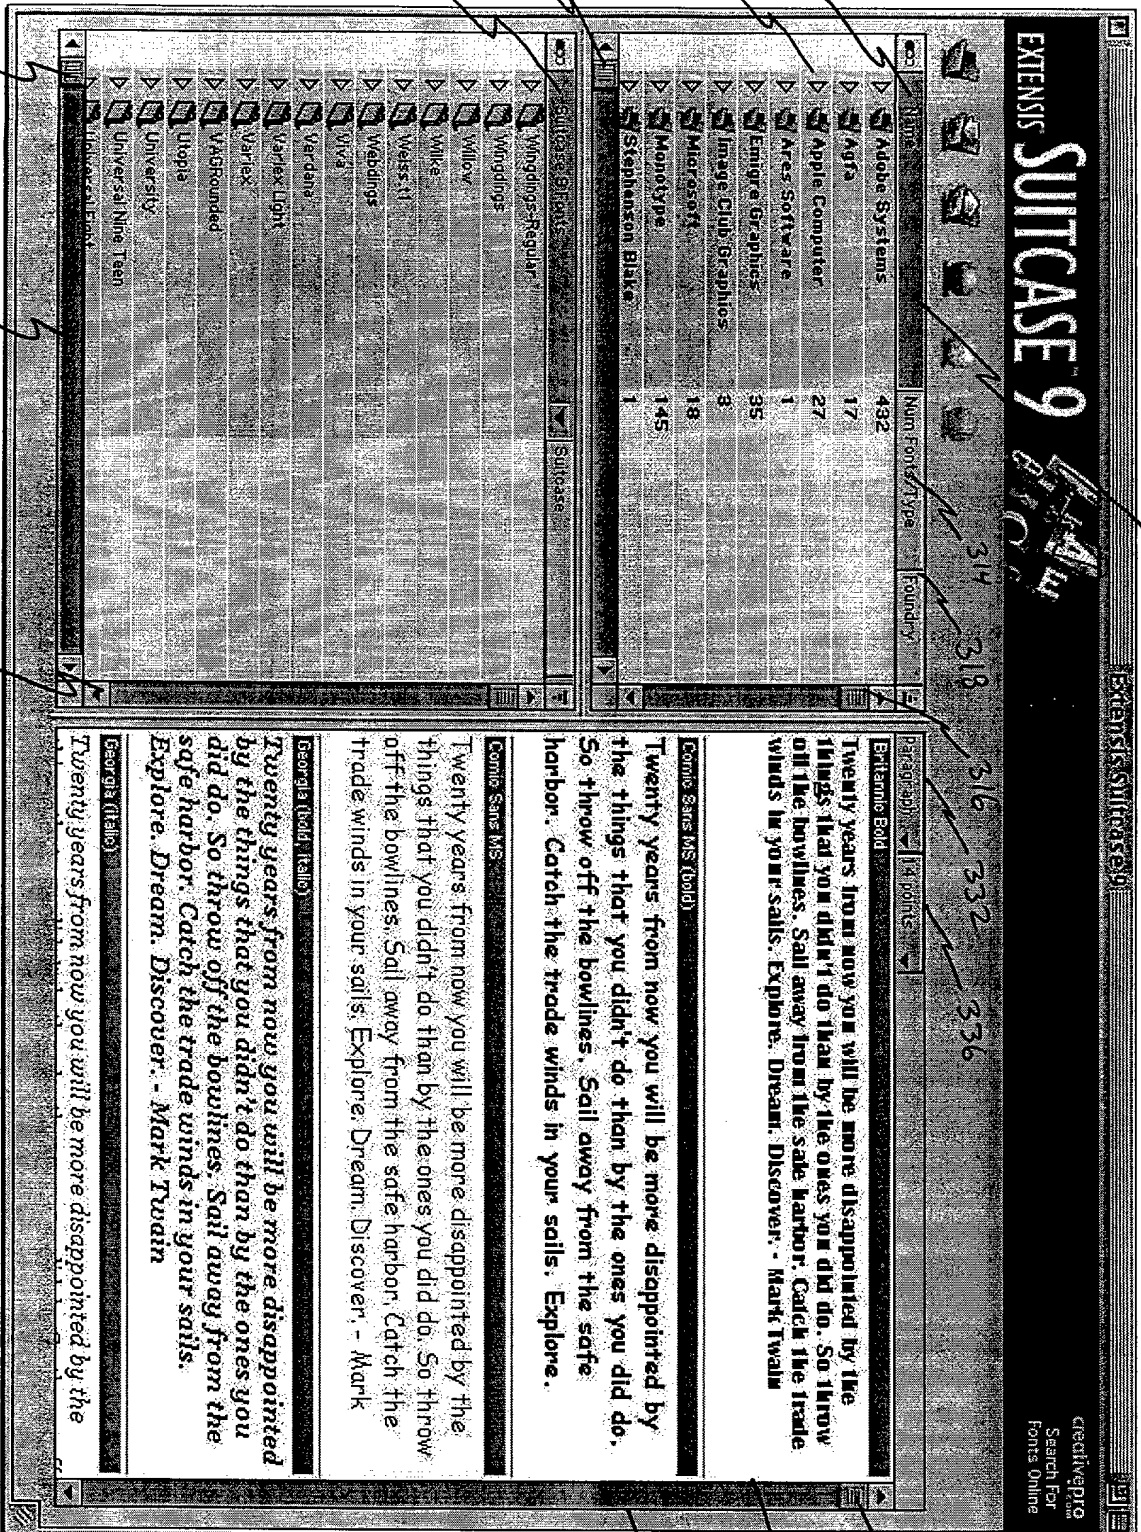 Extensis Suitcase 9
EXTENSIS SUITCASE™ 9
creativepro.com
Search For
Fonts Online
Name Num Fonts/Type Foundry
314
318
316
332
336
Adobe Systems 432
Agfa 17
Apple Computer 27
Ares Software 1
Emigre Graphics 35
Image Club Graphics 3
Microsoft 18
Monotype 145
Stephenson Blake 1
Suitcase 9 Fonts Suitcase
Wingdings-Regular
Wingdings
Willow
Wilke
Weiss.t1
Webdings
Viva
Verdana
Varix Light
Varix
VAGRounded
Utopia
University
Universal Nine Teen
Paragraph 14 points
Britannic Bold
Twenty years from now you will be more disappointed by the
things that you didn't do than by the ones you did do. So throw
off the bowlines. Sail away from the safe harbor. Catch the trade
winds in your sails. Explore. Dream. Discover. - Mark Twain
Comic Sans MS (bold)
Twenty years from now you will be more disappointed by
the things that you didn't do than by the ones you did do.
So throw off the bowlines. Sail away from the safe
harbor. Catch the trade winds in your sails. Explore.
Comic Sans MS
Twenty years from now you will be more disappointed by the
things that you didn't do than by the ones you did do. So throw
off the bowlines. Sail away from the safe harbor. Catch the
trade winds in your sails. Explore. Dream. Discover. - Mark
Georgia (bold, italic)
Twenty years from now you will be more disappointed
by the things that you didn't do than by the ones you
did do. So throw off the bowlines. Sail away from the
safe harbor. Catch the trade winds in your sails.
Explore. Dream. Discover. - Mark Twain
Georgia (italic)
Twenty years from now you will be more disappointed by the